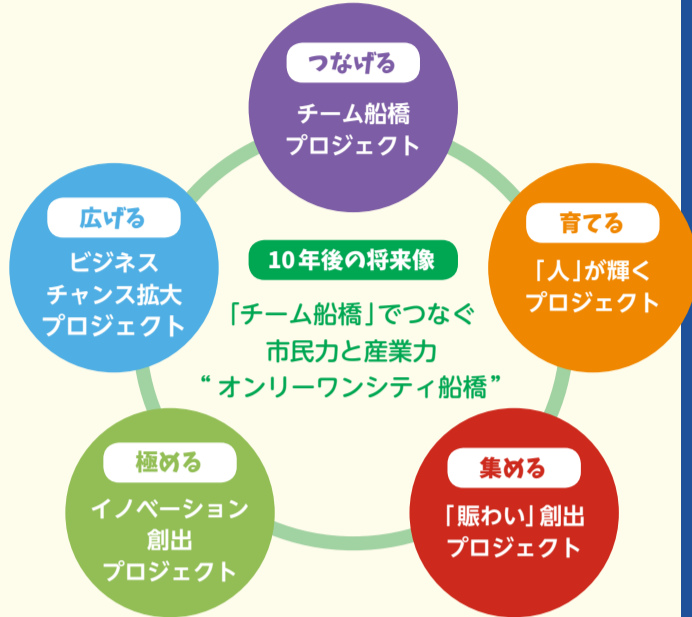 つなげる
チーム船橋
プロジェクト
広げる
ビジネス
チャンス拡大
プロジェクト
育てる
「人」が輝く
プロジェクト
10年後の将来像
「チーム船橋」でつなぐ
市民力と産業力
“オンリーワンシティ船橋”
極める
イノベーション
創出
プロジェクト
集める
「賑わい」創出
プロジェクト